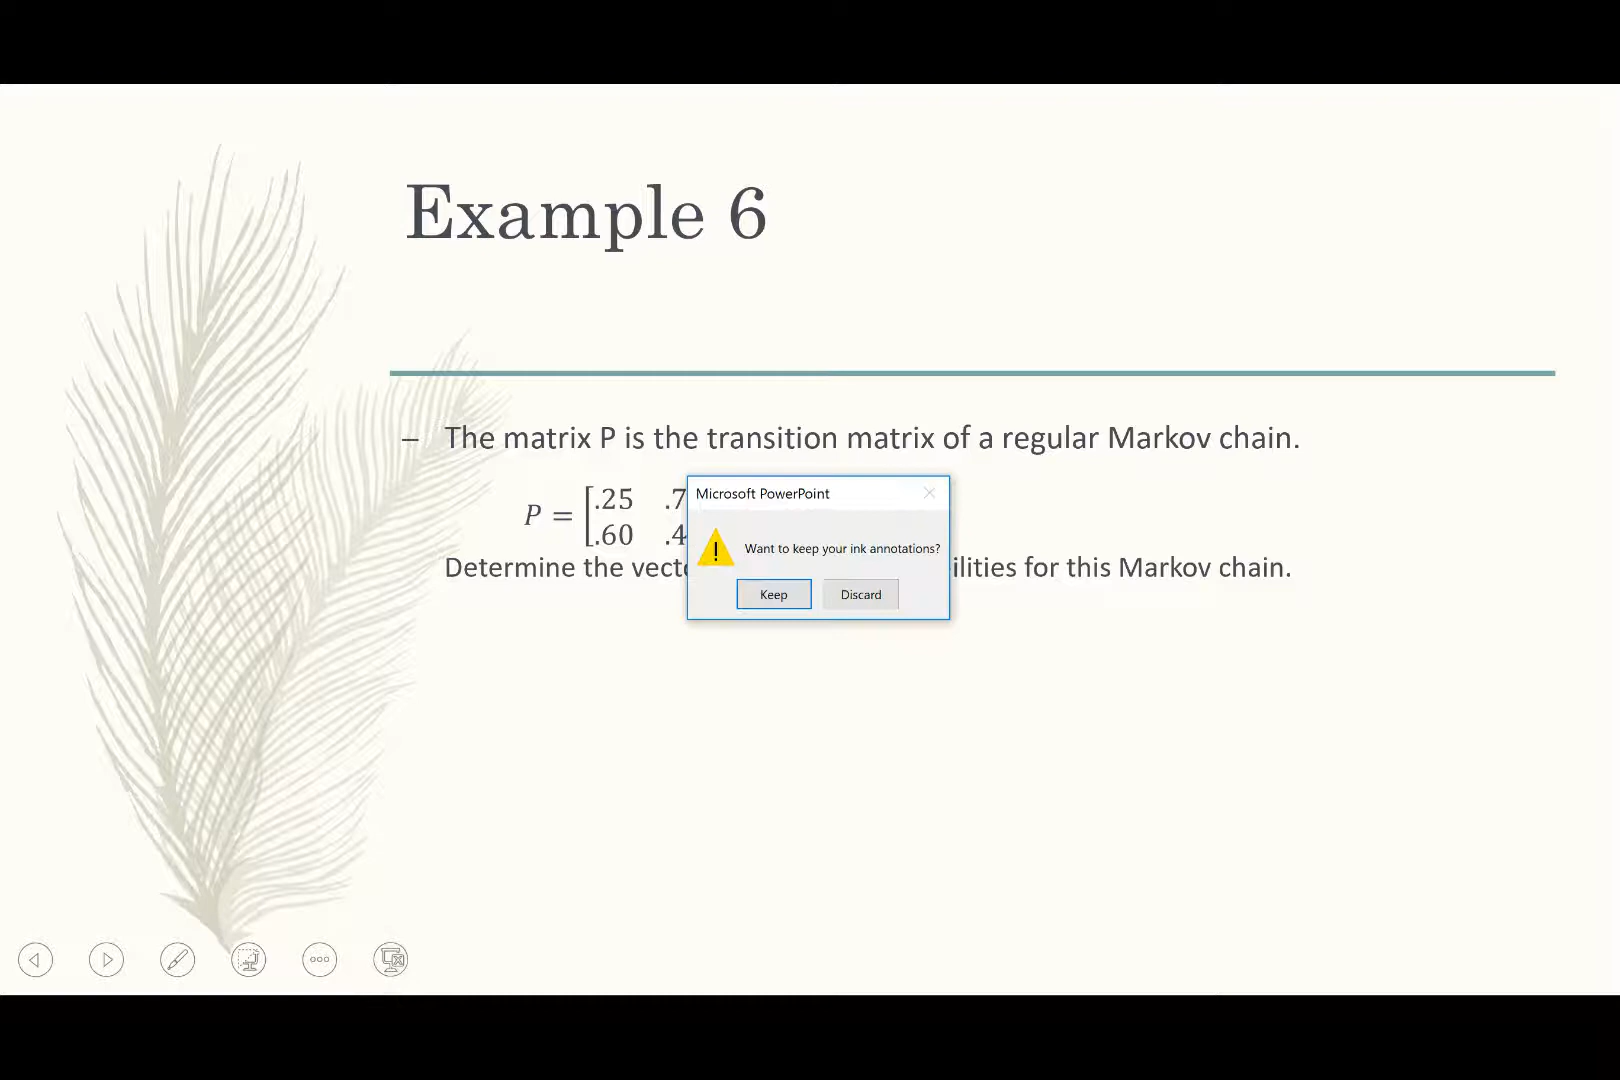 Example 6
– The matrix P is the transition matrix of a regular Markov chain.
P = [.25 .7
.60 .4
Determine the vect ilities for this Markov chain.
Microsoft PowerPoint
Want to keep your ink annotations?
Keep Discard